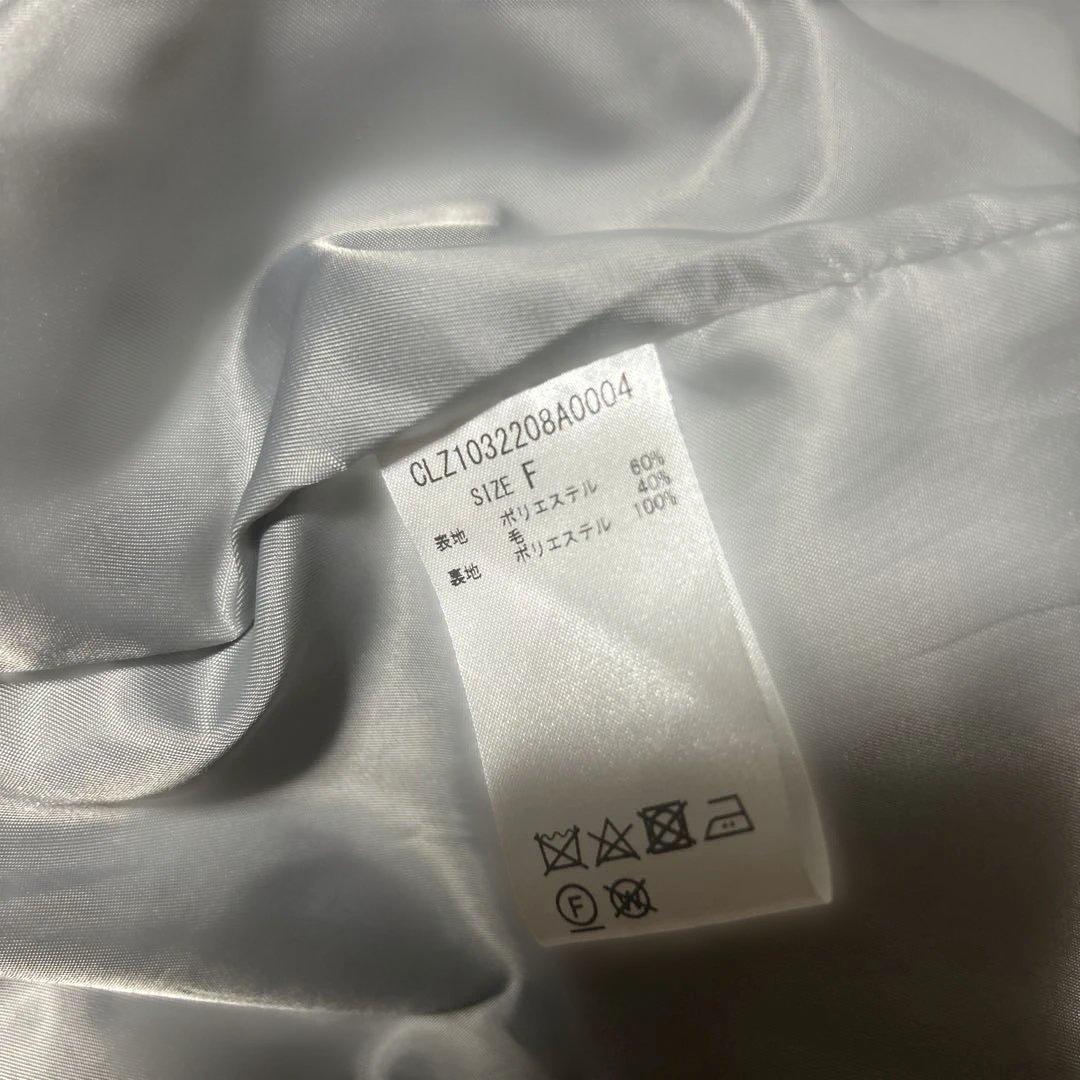 CLZ1032208A0004
SIZE F
表地 ポリエステル 60%
毛 40%
裏地 ポリエステル 100%
F
W